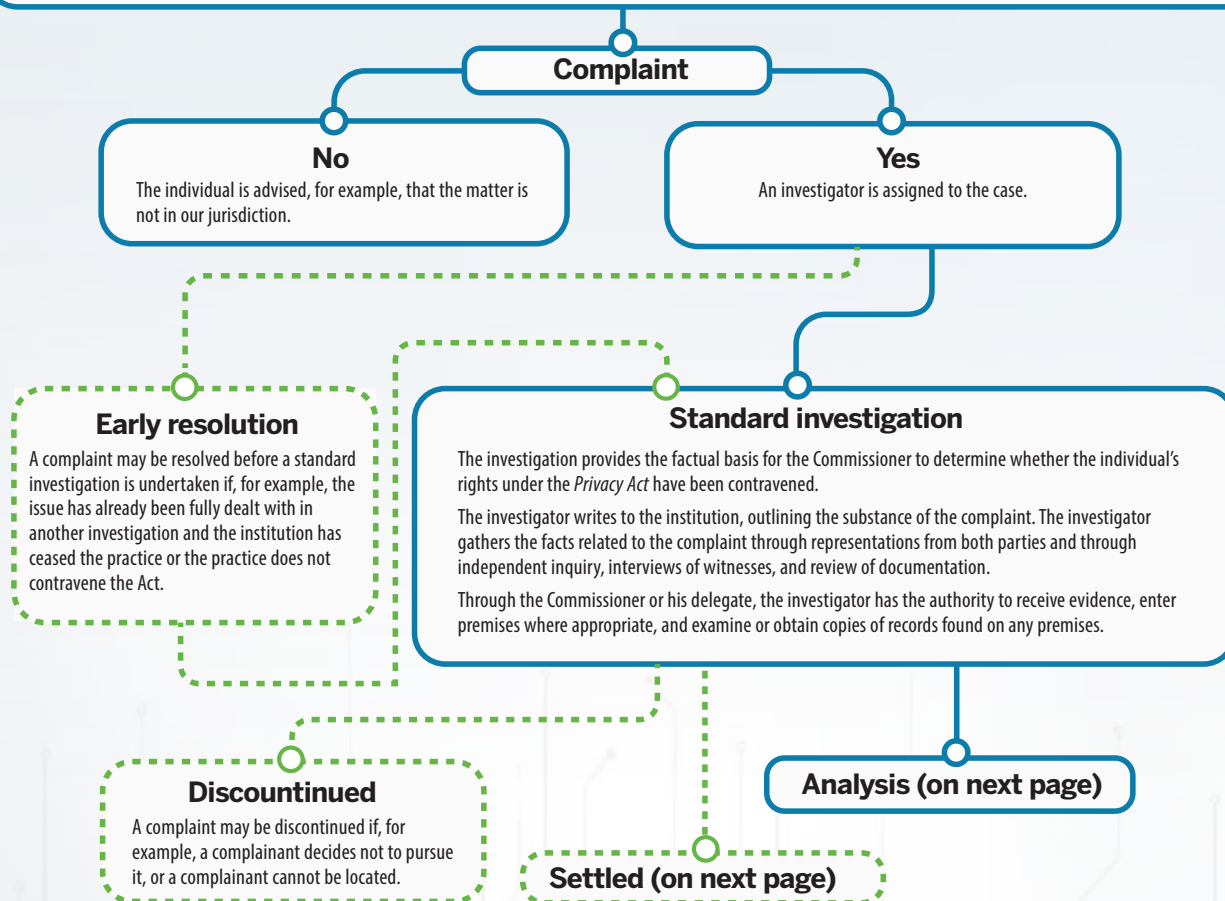 Complaint
No
The individual is advised, for example, that the matter is
not in our jurisdiction.
Yes
An investigator is assigned to the case.
Early resolution
A complaint may be resolved before a standard
investigation is undertaken if, for example, the
issue has already been fully dealt with in
another investigation and the institution has
ceased the practice or the practice does not
contravene the Act.
Standard investigation
The investigation provides the factual basis for the Commissioner to determine whether the individual's
rights under the Privacy Act have been contravened.
The investigator writes to the institution, outlining the substance of the complaint. The investigator
gathers the facts related to the complaint through representations from both parties and through
independent inquiry, interviews of witnesses, and review of documentation.
Through the Commissioner or his delegate, the investigator has the authority to receive evidence, enter
premises where appropriate, and examine or obtain copies of records found on any premises.
Discountinued
A complaint may be discontinued if, for
example, a complainant decides not to pursue
it, or a complainant cannot be located.
Settled (on next page)
Analysis (on next page)